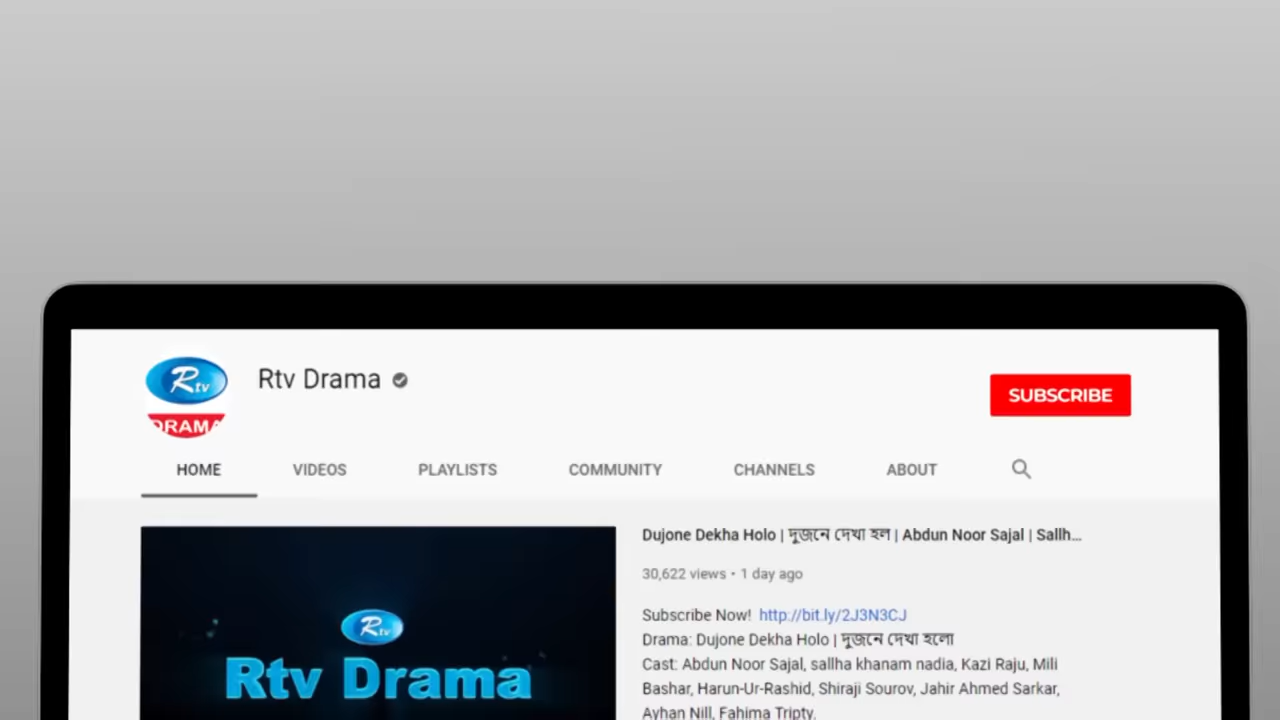 Rtv
DRAMA
Rtv Drama
SUBSCRIBE
HOME VIDEOS PLAYLISTS COMMUNITY CHANNELS ABOUT
Rtv
Rtv Drama
Dujone Dekha Holo | দুজনে দেখা হল | Abdun Noor Sajal | Sallh...
30,622 views • 1 day ago
Subscribe Now! http://bit.ly/2J3N3CJ
Drama: Dujone Dekha Holo | দুজনে দেখা হলো
Cast: Abdun Noor Sajal, sallha khanam nadia, Kazi Raju, Mili
Bashar, Harun-Ur-Rashid, Shiraji Sourov, Jahir Ahmed Sarkar,
Ayhan Nill, Fahima Tripty.